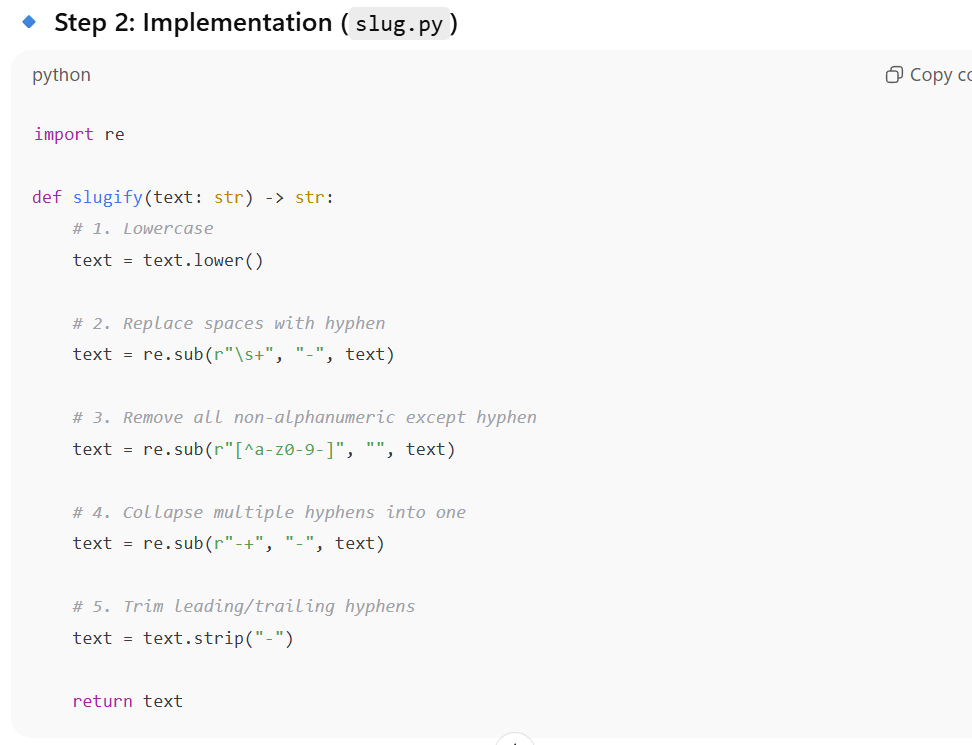 Step 2: Implementation (slug.py)
python
Copy co
import re
def slugify(text: str) -> str:
    # 1. Lowercase
    text = text.lower()
    # 2. Replace spaces with hyphen
    text = re.sub(r"\s+", "-", text)
    # 3. Remove all non-alphanumeric except hyphen
    text = re.sub(r"[^a-z0-9-]", "", text)
    # 4. Collapse multiple hyphens into one
    text = re.sub(r"-+", "-", text)
    # 5. Trim leading/trailing hyphens
    text = text.strip("-")
    return text